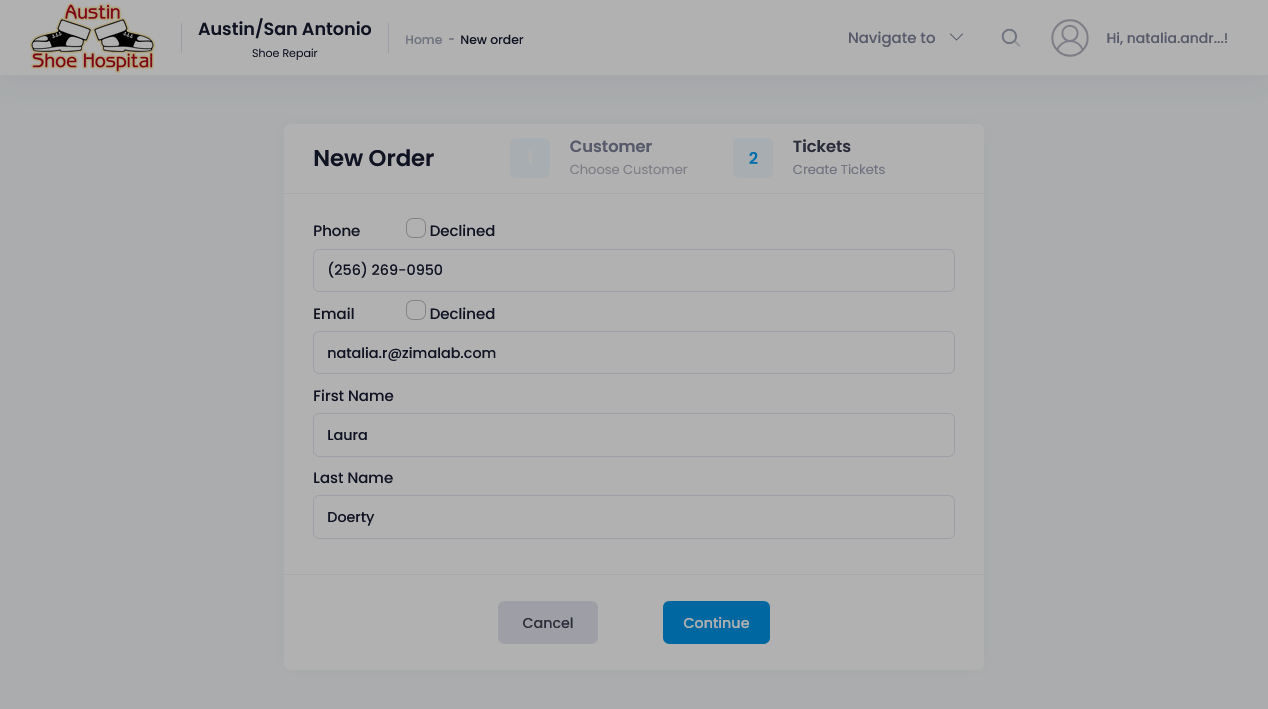 Austin
Shoe Hospital
Austin/San Antonio
Shoe Repair
Home - New order
Navigate to
Hi, natalia.andr...!
New Order
1
Customer
Choose Customer
2
Tickets
Create Tickets
Phone
Declined
(256) 269-0950
Email
Declined
natalia.r@zimalab.com
First Name
Laura
Last Name
Doerty
Cancel
Continue